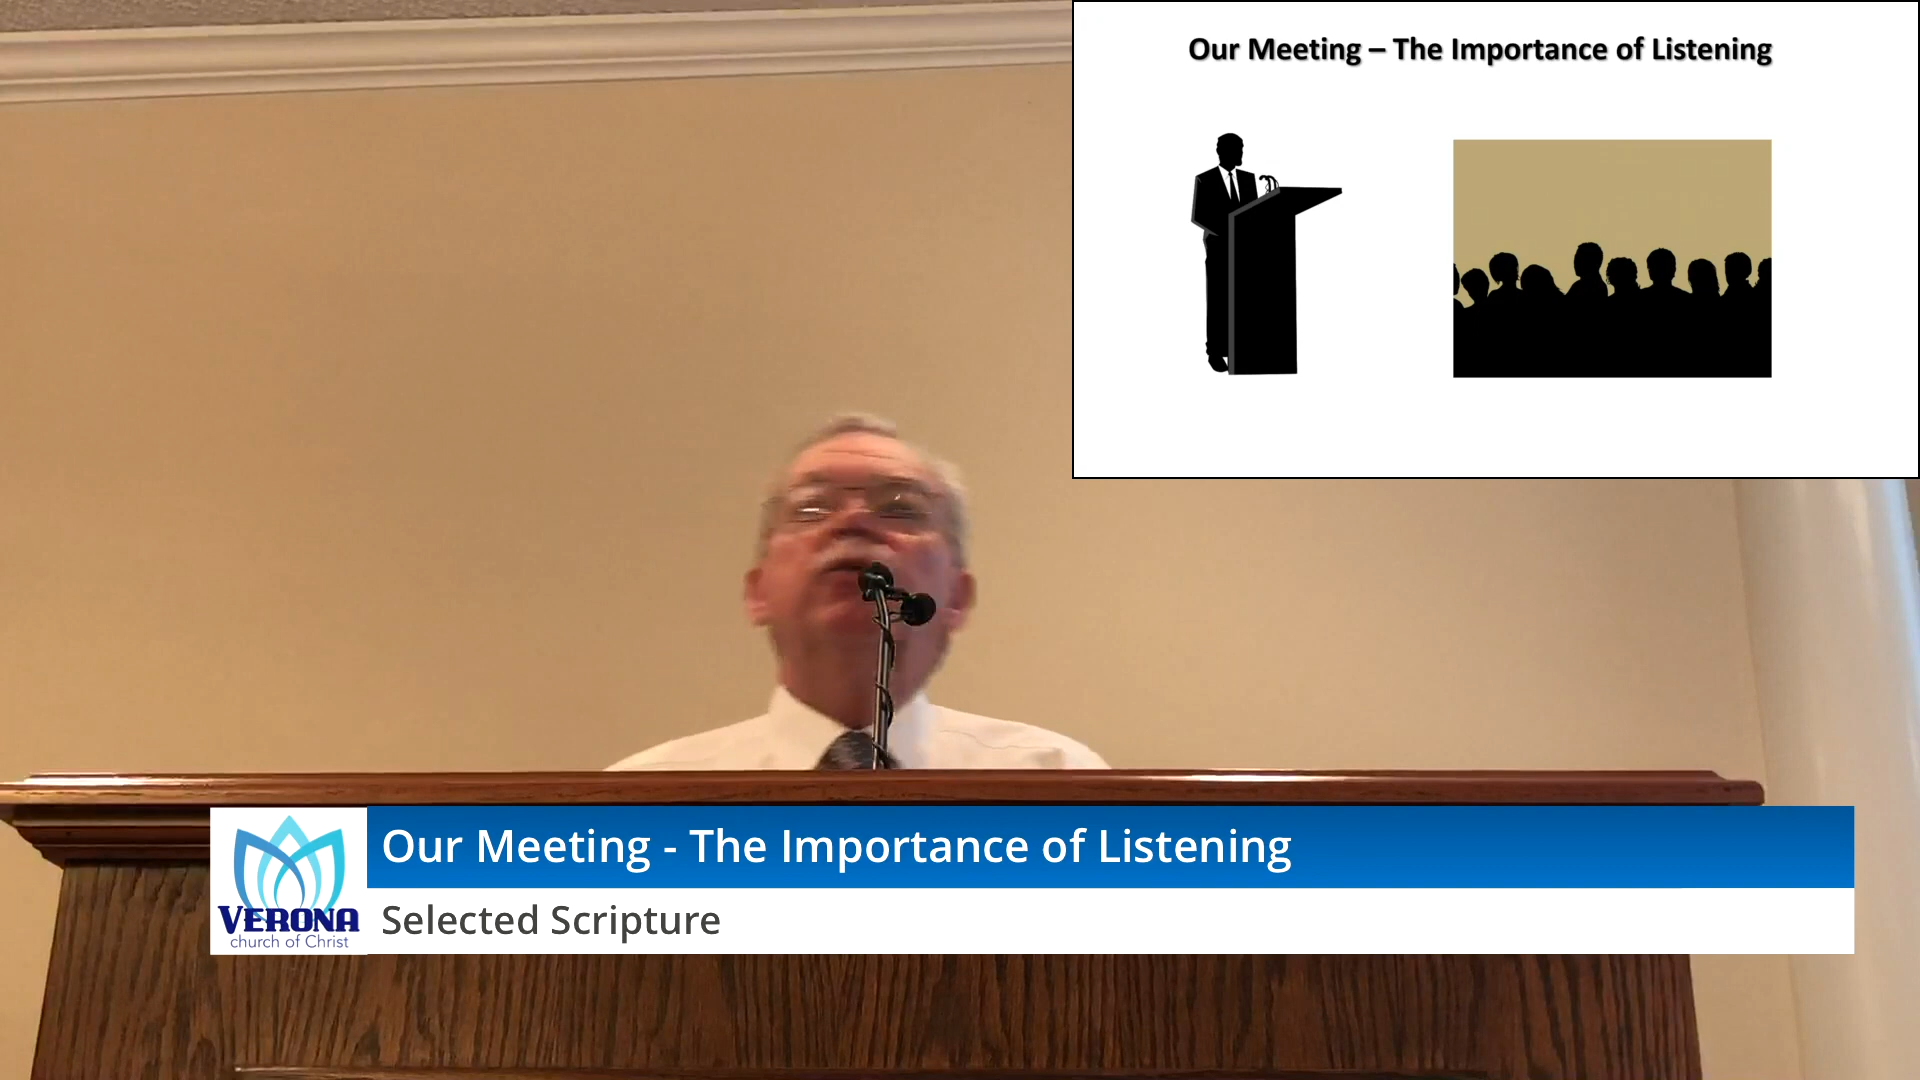 Our Meeting – The Importance of Listening
Our Meeting - The Importance of Listening
Selected Scripture
VERONA
church of Christ